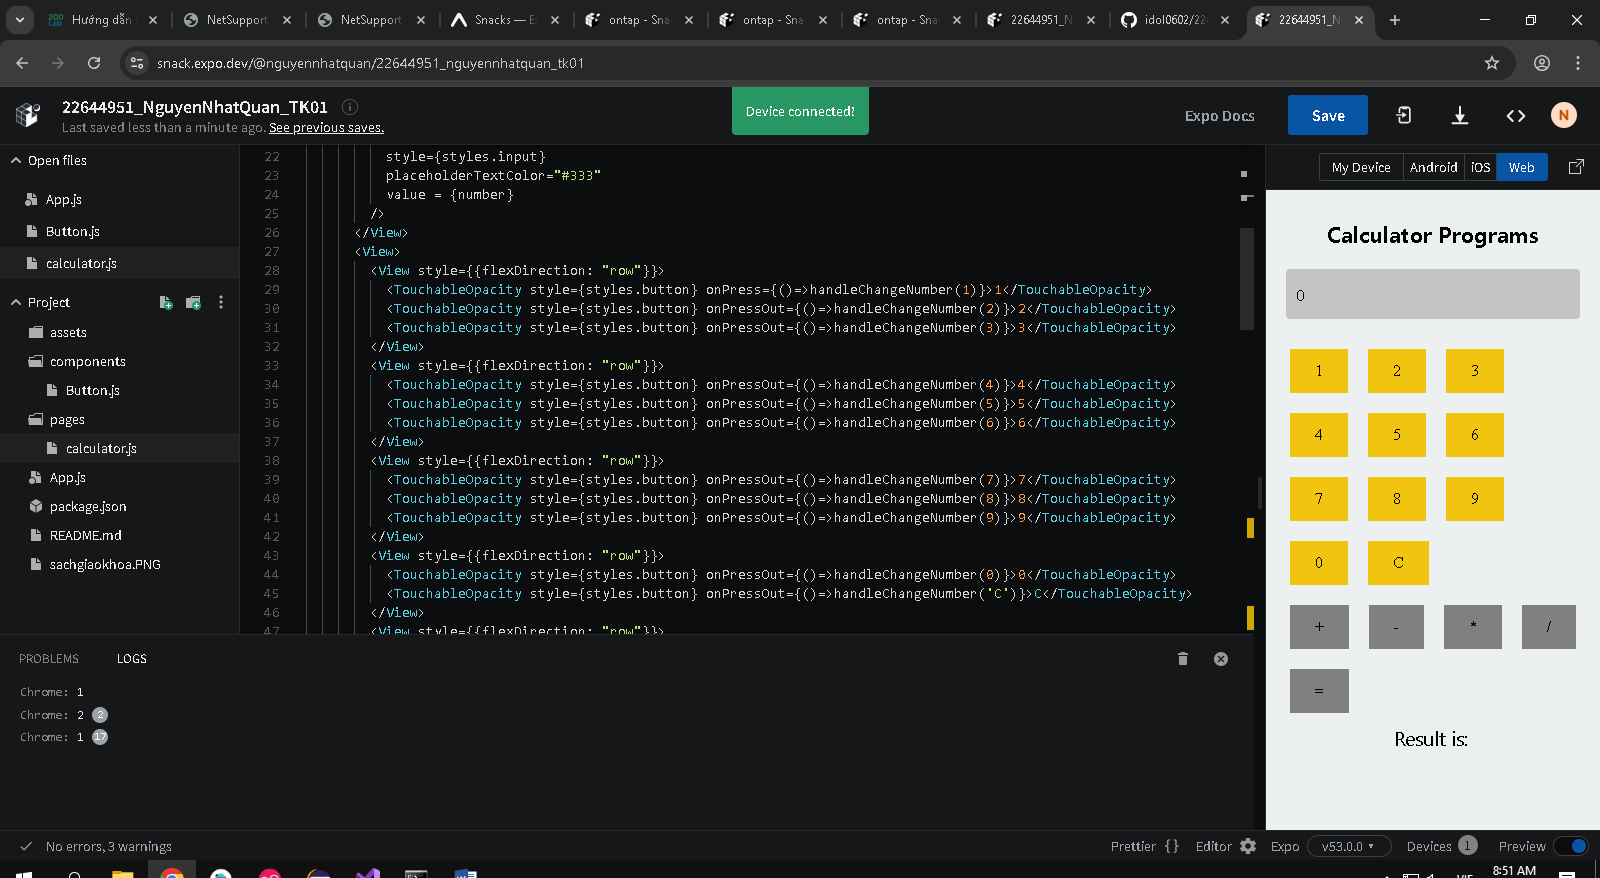 200 Lab Hướng dẫn
NetSupport
NetSupport
Snacks — E
ontap - Sna
ontap - Sna
ontap - Sna
22644951_N
idol0602/22
22644951_N
snack.expo.dev/@nguyennhatquan/22644951_nguyennhatquan_tk01
22644951_NguyenNhatQuan_TK01
Last saved less than a minute ago. See previous saves.
Device connected!
Expo Docs
Save
N
Open files
App.js
Button.js
calculator.js
Project
assets
components
Button.js
pages
calculator.js
App.js
package.json
README.md
sachgiaokhoa.PNG
22 style={styles.input}
23 placeholderTextColor="#333"
24 value = {number}
25 />
26 </View>
27 <View>
28 <View style={{flexDirection: "row"}}>
29 <TouchableOpacity style={styles.button} onPress={()=>handleChangeNumber(1)}>1</TouchableOpacity>
30 <TouchableOpacity style={styles.button} onPressOut={()=>handleChangeNumber(2)}>2</TouchableOpacity>
31 <TouchableOpacity style={styles.button} onPressOut={()=>handleChangeNumber(3)}>3</TouchableOpacity>
32 </View>
33 <View style={{flexDirection: "row"}}>
34 <TouchableOpacity style={styles.button} onPressOut={()=>handleChangeNumber(4)}>4</TouchableOpacity>
35 <TouchableOpacity style={styles.button} onPressOut={()=>handleChangeNumber(5)}>5</TouchableOpacity>
36 <TouchableOpacity style={styles.button} onPressOut={()=>handleChangeNumber(6)}>6</TouchableOpacity>
37 </View>
38 <View style={{flexDirection: "row"}}>
39 <TouchableOpacity style={styles.button} onPressOut={()=>handleChangeNumber(7)}>7</TouchableOpacity>
40 <TouchableOpacity style={styles.button} onPressOut={()=>handleChangeNumber(8)}>8</TouchableOpacity>
41 <TouchableOpacity style={styles.button} onPressOut={()=>handleChangeNumber(9)}>9</TouchableOpacity>
42 </View>
43 <View style={{flexDirection: "row"}}>
44 <TouchableOpacity style={styles.button} onPressOut={()=>handleChangeNumber(0)}>0</TouchableOpacity>
45 <TouchableOpacity style={styles.button} onPressOut={()=>handleChangeNumber('C')}>C</TouchableOpacity>
46 </View>
47 <View style={{flexDirection: "row"}}>
My Device Android iOS Web
Calculator Programs
0
1 2 3
4 5 6
7 8 9
0 C
+ - * /
=
Result is:
PROBLEMS LOGS
Chrome: 1
Chrome: 2 2
Chrome: 1 17
No errors, 3 warnings
Prettier {} Editor Expo v53.0.0 Devices 1 Preview
VIE
8:51 AM